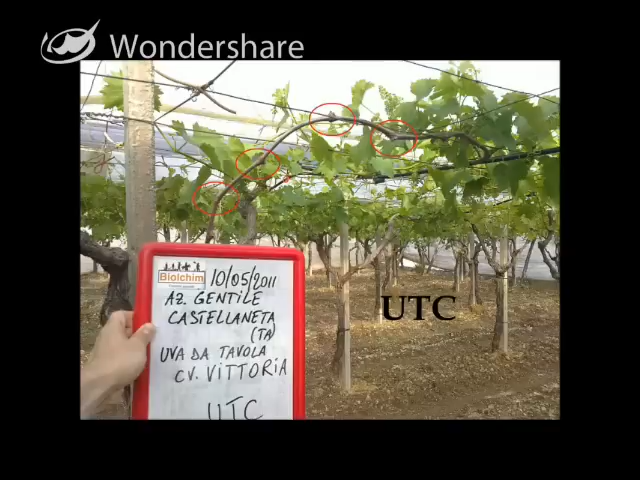 Wondershare
Biolchim
10/05/2011
AZ. GENTILE
CASTELLANETA
(TA)
UVA DA TAVOLA
CV. VITTORIA
UTC
UTC